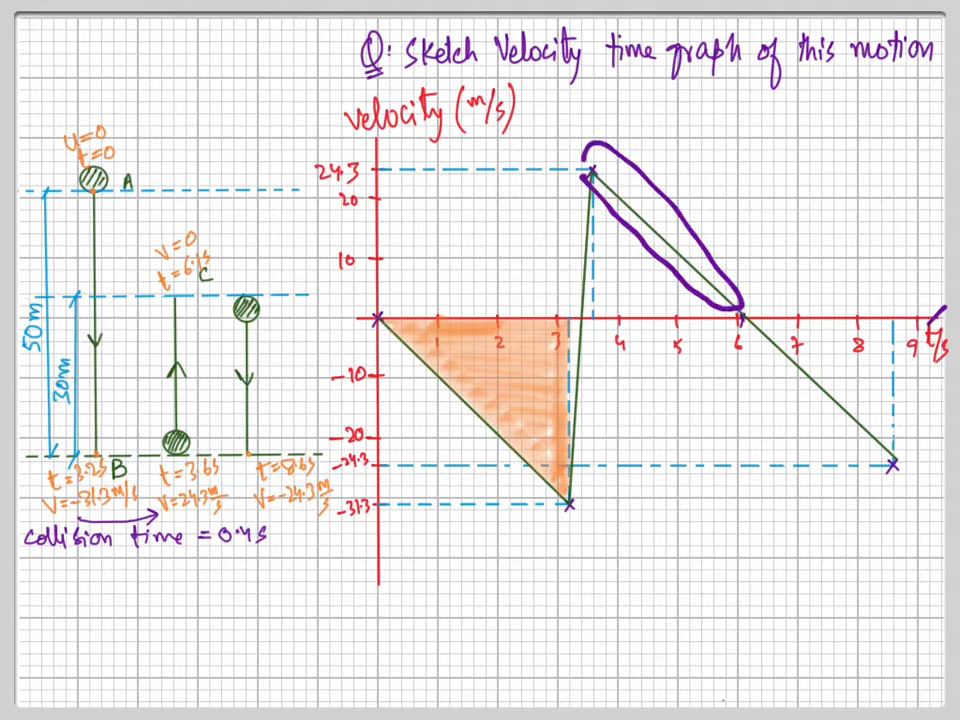 Q: Sketch Velocity time graph of this motion
velocity (m/s)
u=0
t=0
A
v=0
t=6.1s
C
50m
30m
B
t=3.2s
V=-31.3m/s
t=3.6s
V=24.3m/s
t=8.6s
V=-24.3m/s
collision time = 0.4s
24.3
20
10
-10
-20
-24.3
-31.3
1 2 3 4 5 6 7 8 9
t/s